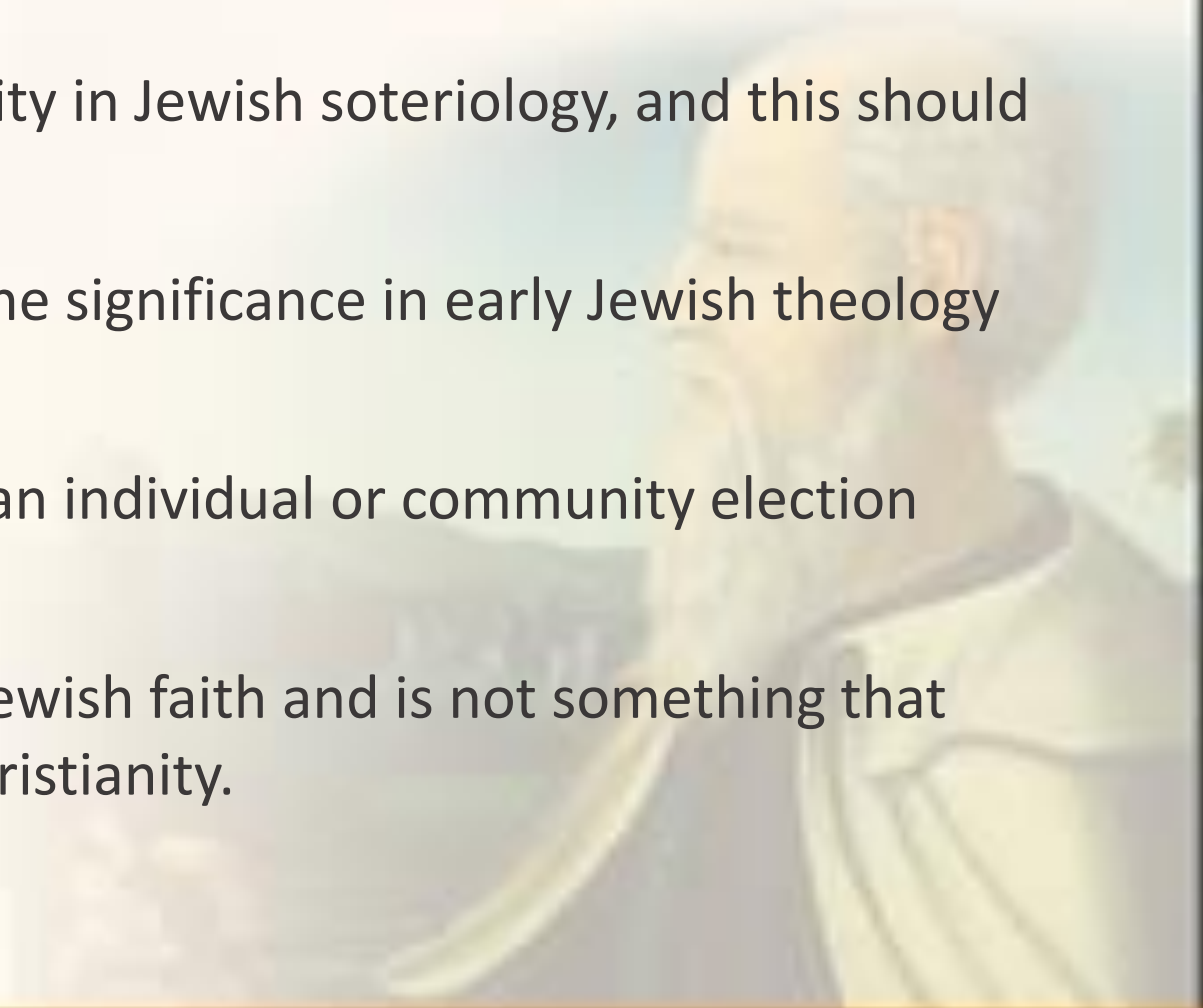 ity in Jewish soteriology, and this should
ne significance in early Jewish theology
an individual or community election
ewish faith and is not something that
ristianity.